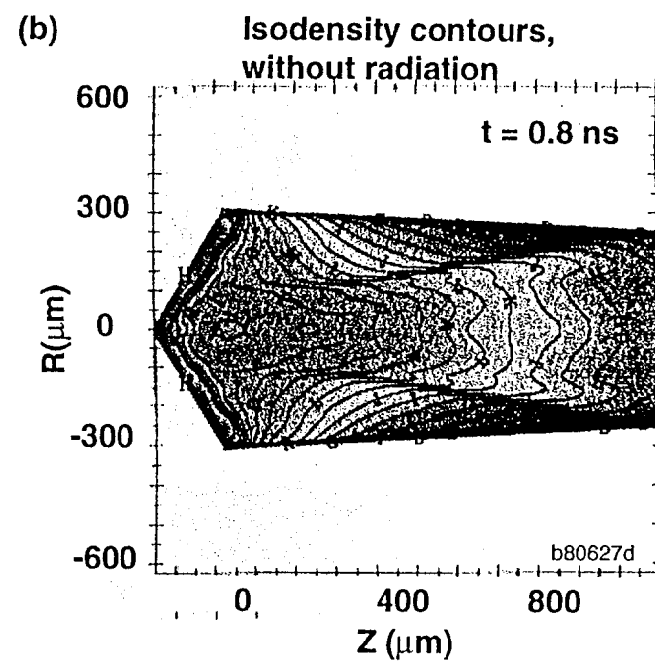 (b)
Isodensity contours,
without radiation
t = 0.8 ns
600
300
0
-300
-600
R(μm)
b80627d
0 400 800
Z (μm)